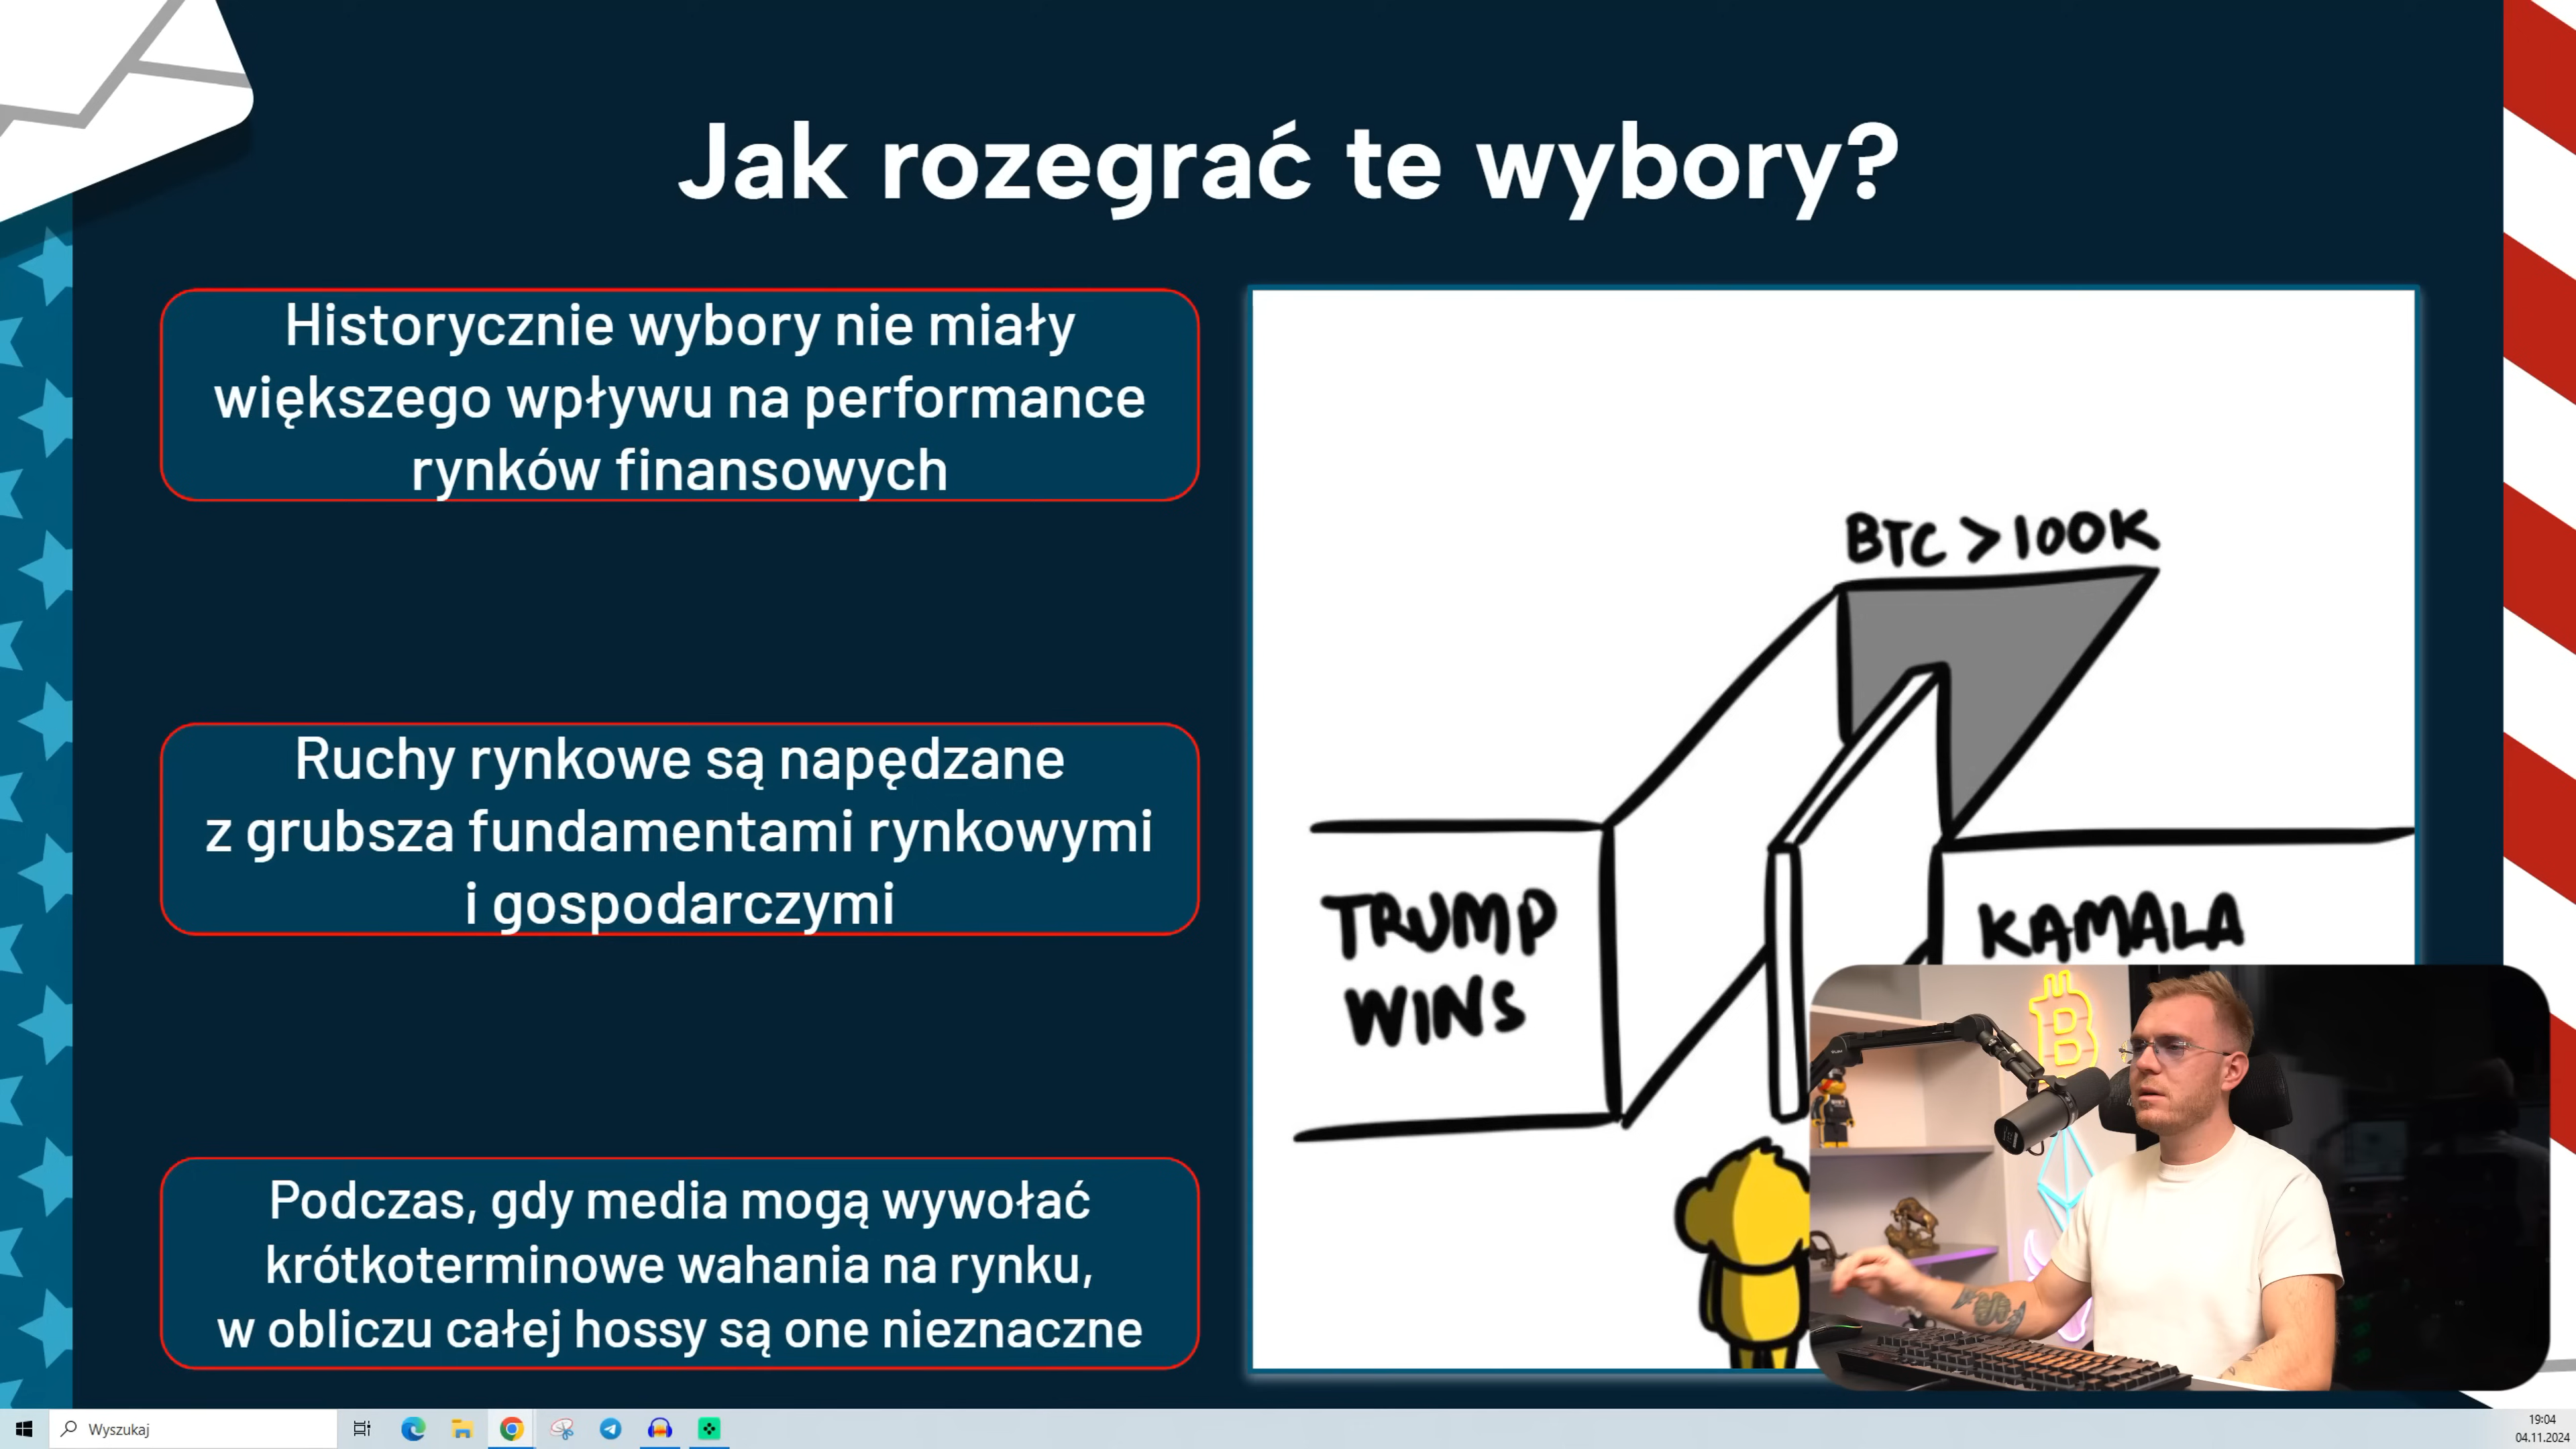 Jak rozegrać te wybory?
Historycznie wybory nie miały
większego wpływu na performance
rynków finansowych
Ruchy rynkowe są napędzane
z grubsza fundamentami rynkowymi
i gospodarczymi
Podczas, gdy media mogą wywołać
krótkoterminowe wahania na rynku,
w obliczu całej hossy są one nieznaczne
BTC > 100K
TRUMP
WINS
KAMALA
Wyszukaj
19:04
04.11.2024